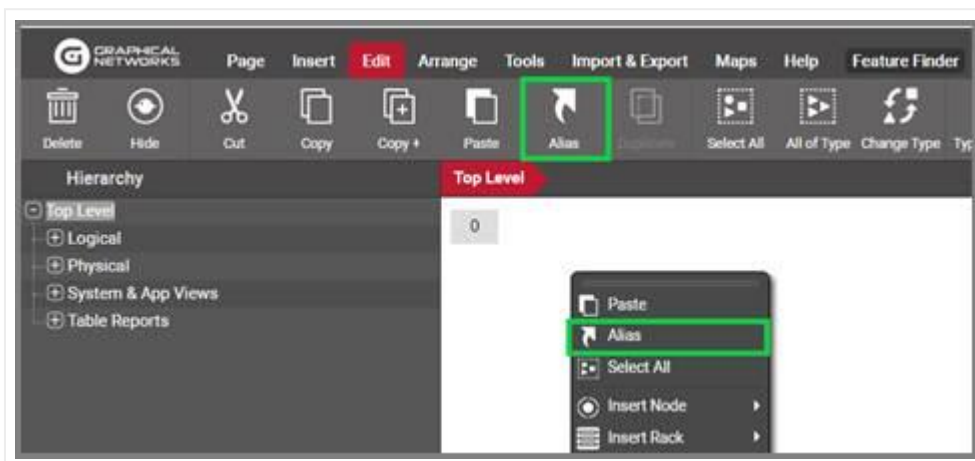 GRAPHICAL NETWORKS
Page Insert Edit Arrange Tools Import & Export Maps Help Feature Finder
Delete Hide Cut Copy Copy + Paste Alias Duplicate Select All All of Type Change Type
Hierarchy
Top Level
Top Level
0
Logical
Physical
System & App Views
Table Reports
Paste
Alias
Select All
Insert Node
Insert Rack